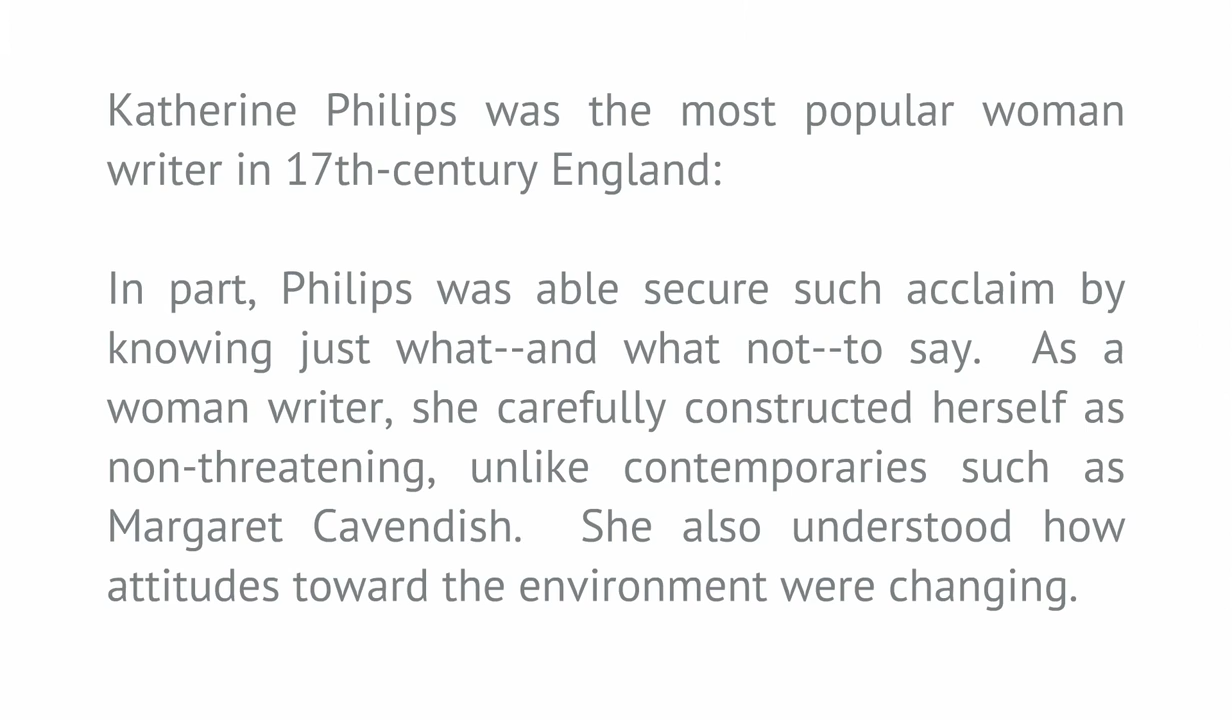 Katherine Philips was the most popular woman
writer in 17th-century England:
In part, Philips was able secure such acclaim by
knowing just what--and what not--to say.  As a
woman writer, she carefully constructed herself as
non-threatening, unlike contemporaries such as
Margaret Cavendish.  She also understood how
attitudes toward the environment were changing.